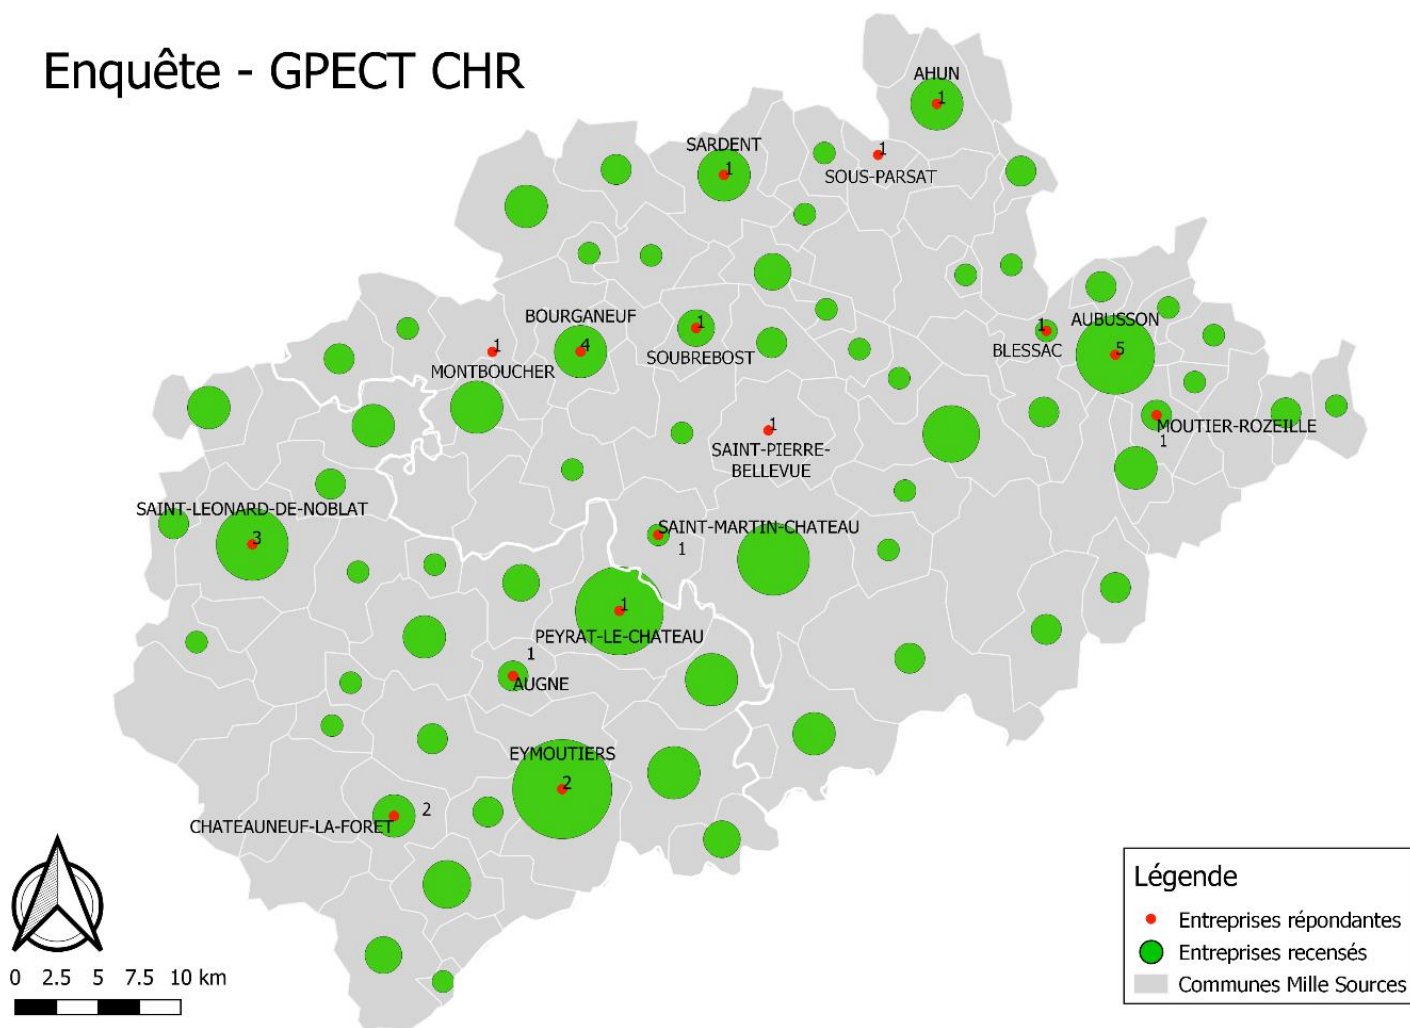 Enquête - GPECT CHR
AHUN
1
SARDENT
1
1
SOUS-PARSAT
BOURGANEUF
4
1
MONTBOUCHER
1
SOUBREBOST
1
BLESSAC
AUBUSSON
5
MOUTIER-ROZEILLE
1
1
SAINT-PIERRE-
BELLEVUE
SAINT-LEONARD-DE-NOBLAT
3
SAINT-MARTIN-CHATEAU
1
1
PEYRAT-LE-CHATEAU
1
AUGNE
EYMOUTIERS
2
2
CHATEAUNEUF-LA-FORET
0 2.5 5 7.5 10 km
Légende
Entreprises répondantes
Entreprises recensés
Communes Mille Sources